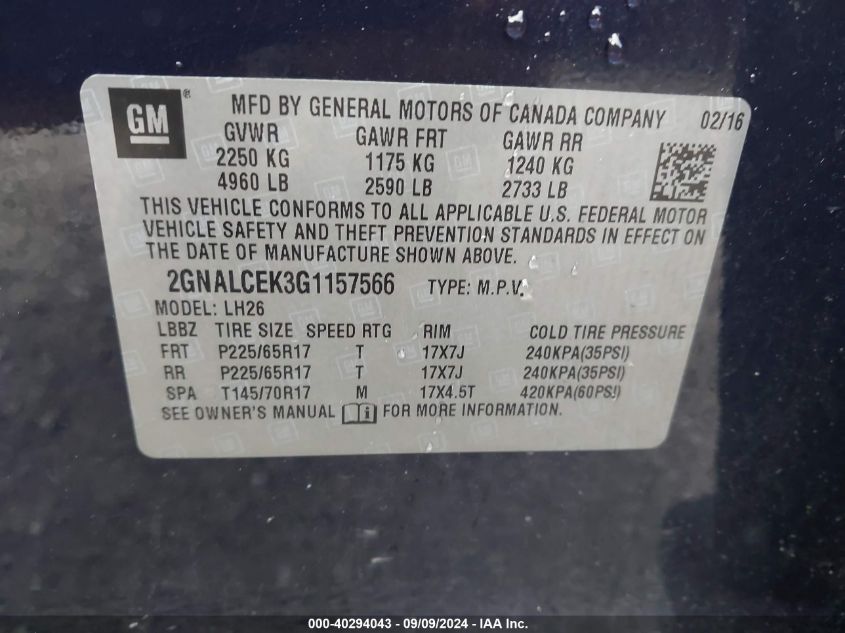 GM ®
MFD BY GENERAL MOTORS OF CANADA COMPANY 02/16
GVWR GAWR FRT GAWR RR
2250 KG 1175 KG 1240 KG
4960 LB 2590 LB 2733 LB
THIS VEHICLE CONFORMS TO ALL APPLICABLE U.S. FEDERAL MOTOR
VEHICLE SAFETY AND THEFT PREVENTION STANDARDS IN EFFECT ON
THE DATE OF MANUFACTURE SHOWN ABOVE.
2GNALCEK3G1157566 TYPE: M.P.V.
MODEL: LH26
LBBZ TIRE SIZE SPEED RTG RIM COLD TIRE PRESSURE
FRT P225/65R17 T 17X7J 240KPA(35PSI)
RR P225/65R17 T 17X7J 240KPA(35PSI)
SPA T145/70R17 M 17X4.5T 420KPA(60PSI)
SEE OWNER'S MANUAL FOR MORE INFORMATION.
000-40294043 - 09/09/2024 - IAA Inc.